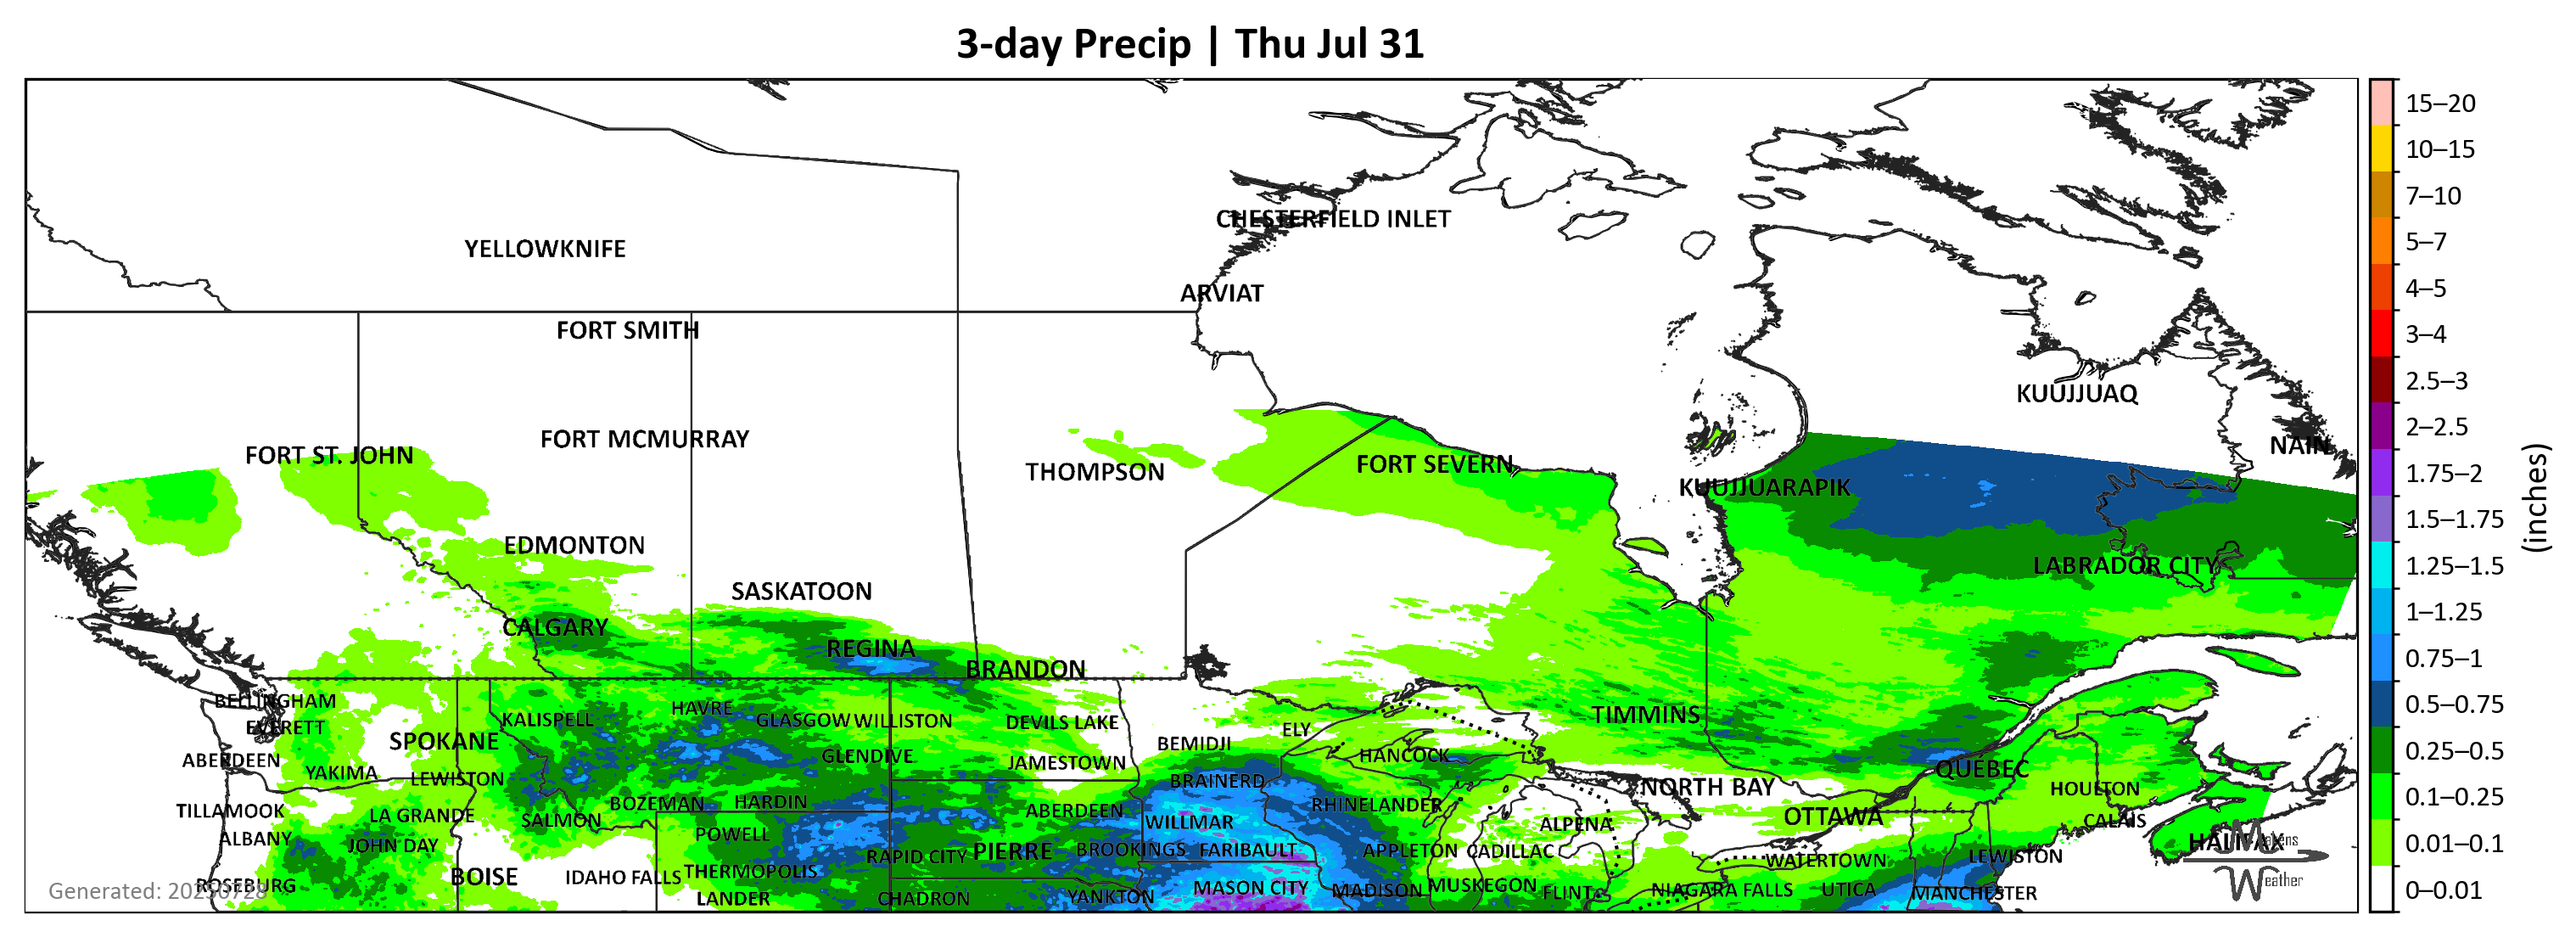 3-day Precip | Thu Jul 31
CHESTERFIELD INLET
YELLOWKNIFE
ARVIAT
FORT SMITH
KUUJJUAQ
FORT MCMURRAY
NAIN
FORT ST. JOHN
FORT SEVERN
THOMPSON
KUUJJUARAPIK
EDMONTON
LABRADOR CITY
SASKATOON
CALGARY
REGINA
BRANDON
BELLINGHAM
HAVRE
KALISPELL
GLASGOW
WILLISTON
DEVILS LAKE
TIMMINS
EVERETT
ELY
SPOKANE
BEMIDJI
GLENDIVE
HANCOCK
ABERDEEN
JAMESTOWN
QUÉBEC
YAKIMA
LEWISTON
BRAINERD
NORTH BAY
HOULTON
BOZEMAN
HARDIN
RHINELANDER
TILLAMOOK
LA GRANDE
ABERDEEN
OTTAWA
SALMON
WILLMAR
CALAIS
ALPENA
POWELL
ALBANY
JOHN DAY
HALIFAX
PIERRE
BROOKINGS
FARIBAULT
APPLETON
CADILLAC
RAPID CITY
LEWISTON
WATERTOWN
BOISE
IDAHO FALLS
THERMOPOLIS
ROSEBURG
MASON CITY
MADISON
MUSKEGON
FLINT
NIAGARA FALLS
UTICA
MANCHESTER
LANDER
CHADRON
YANKTON
Generated: 20250728
Weather
15–20
10–15
7–10
5–7
4–5
3–4
2.5–3
2–2.5
1.75–2
1.5–1.75
1.25–1.5
1–1.25
0.75–1
0.5–0.75
0.25–0.5
0.1–0.25
0.01–0.1
0–0.01
(inches)